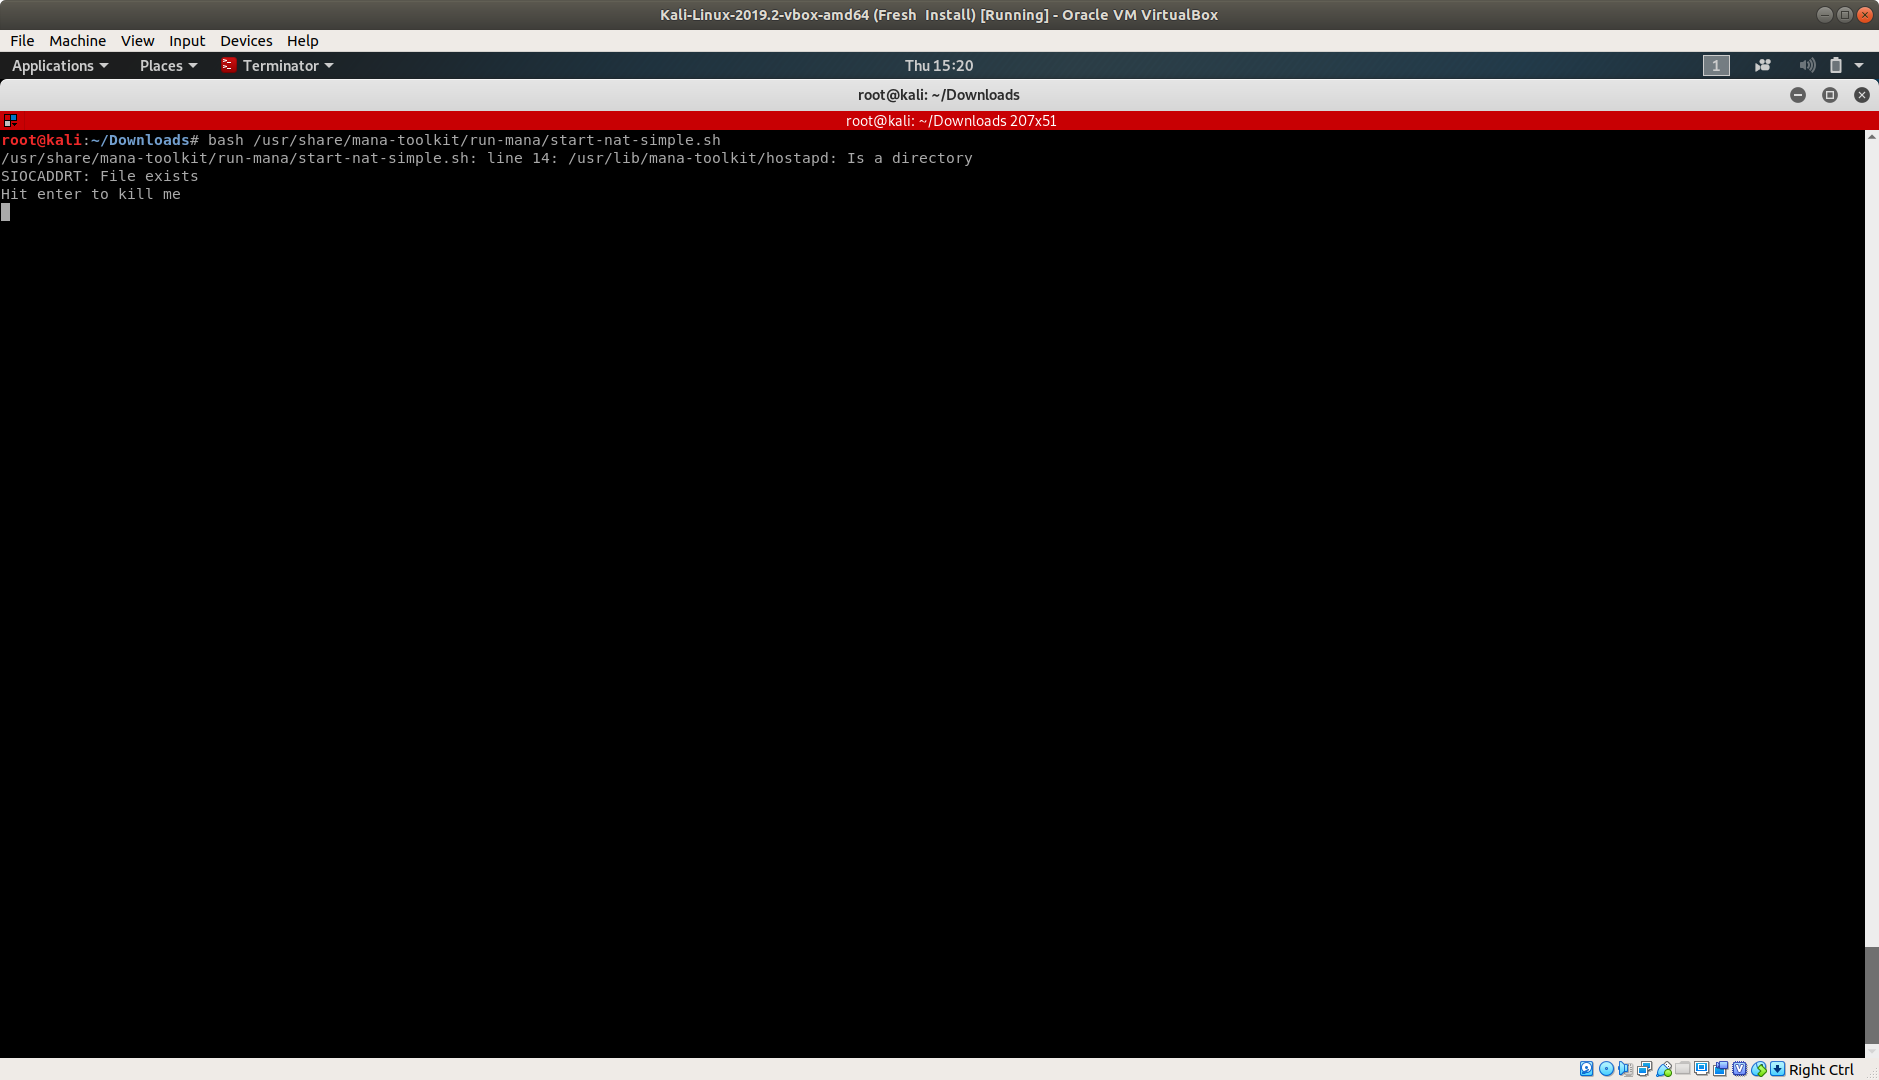 Kali-Linux-2019.2-vbox-amd64 (Fresh  Install) [Running] - Oracle VM VirtualBox
File Machine View Input Devices Help
Applications Places Terminator Thu 15:20 1
root@kali: ~/Downloads
root@kali: ~/Downloads 207x51
root@kali:~/Downloads# bash /usr/share/mana-toolkit/run-mana/start-nat-simple.sh
/usr/share/mana-toolkit/run-mana/start-nat-simple.sh: line 14: /usr/lib/mana-toolkit/hostapd: Is a directory
SIOCADDRT: File exists
Hit enter to kill me
Right Ctrl